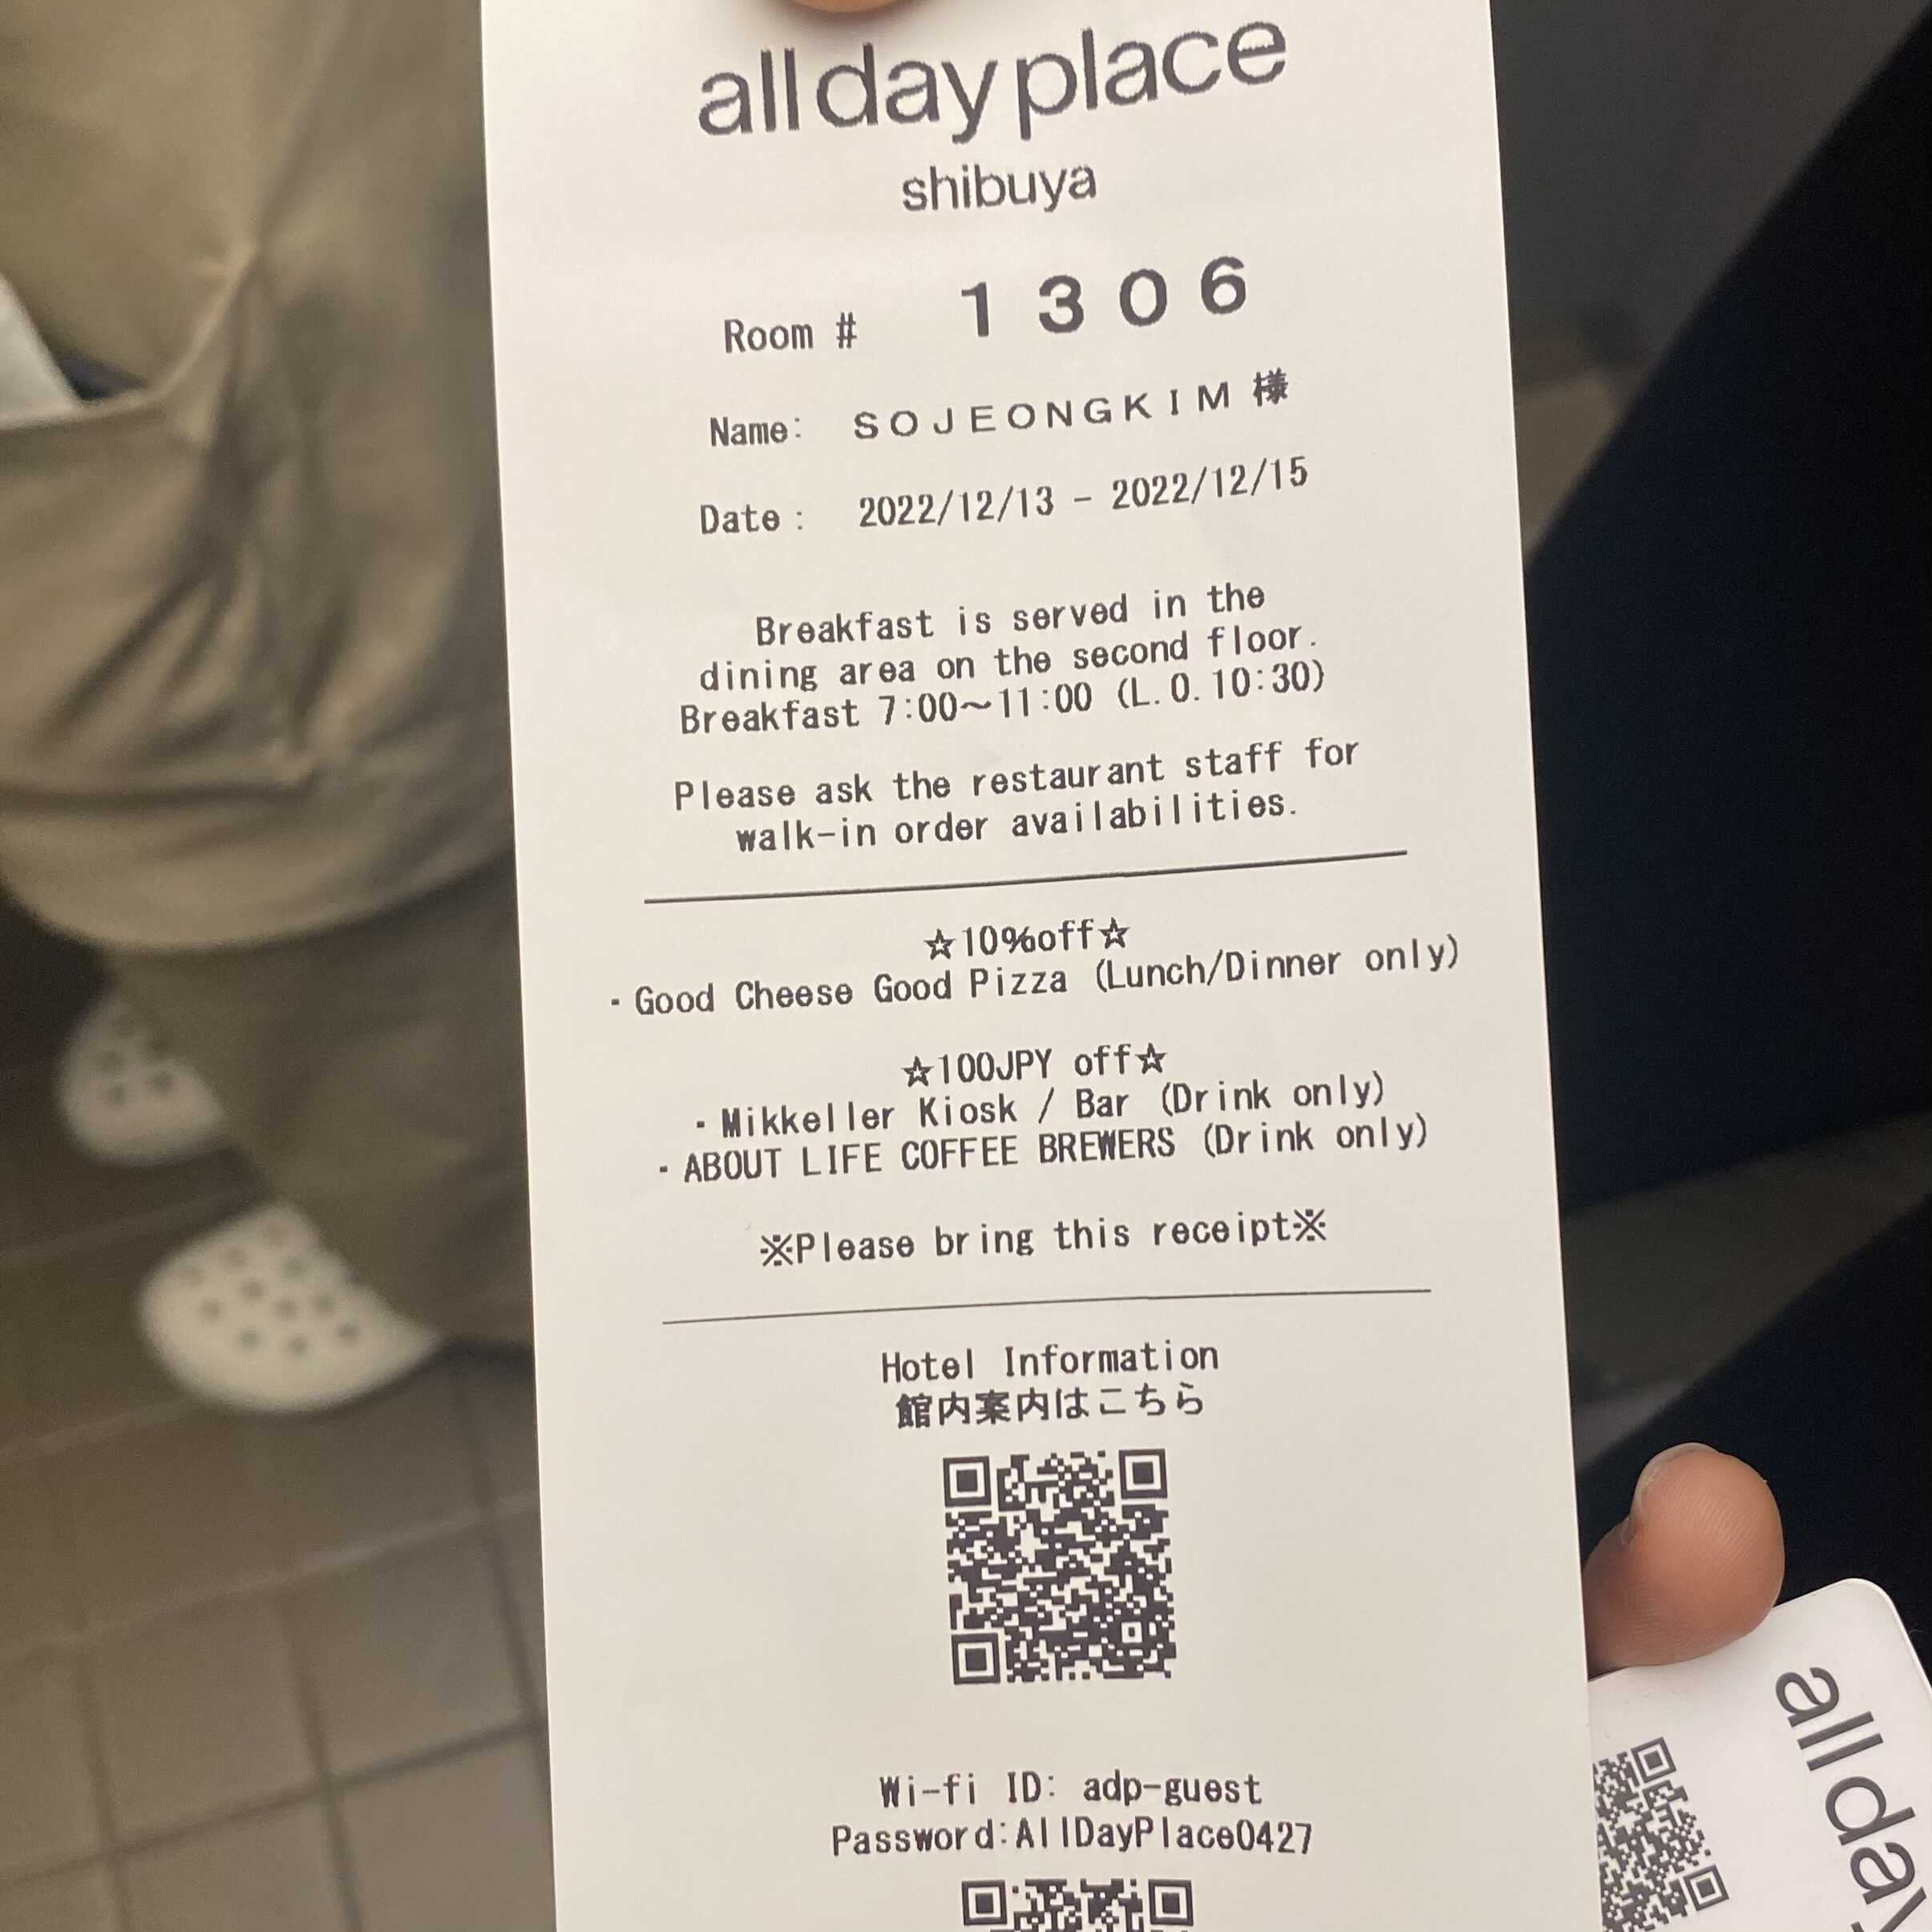 all day place
shibuya
Room # 1306
Name: SOJEONGKIM 様
Date : 2022/12/13 - 2022/12/15
Breakfast is served in the
dining area on the second floor.
Breakfast 7:00～11:00 (L.O.10:30)
Please ask the restaurant staff for
walk-in order availabilities.
☆10%off☆
・Good Cheese Good Pizza (Lunch/Dinner only)
☆100JPY off☆
・Mikkeller Kiosk / Bar (Drink only)
・ABOUT LIFE COFFEE BREWERS (Drink only)
※Please bring this receipt※
Hotel Information
館内案内はこちら
Wi-fi ID: adp-guest
Password:AllDayPlace0427
all day